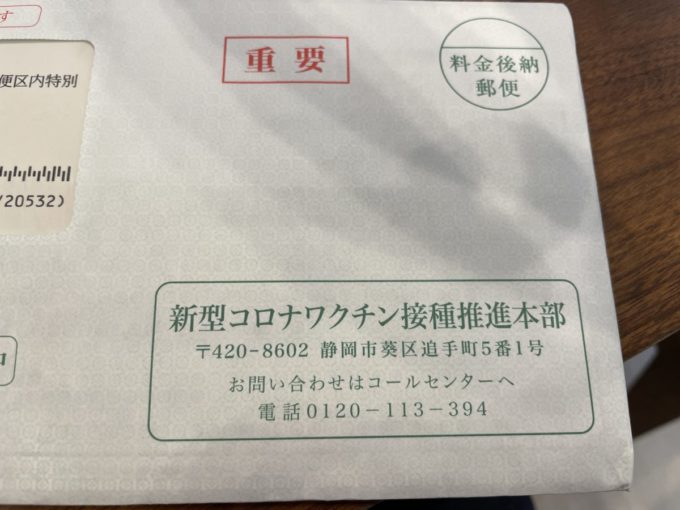 す
重要
料金後納
郵便
便区内特別
/20532)
新型コロナワクチン接種推進本部
〒420-8602 静岡市葵区追手町5番1号
お問い合わせはコールセンターへ
電話0120-113-394